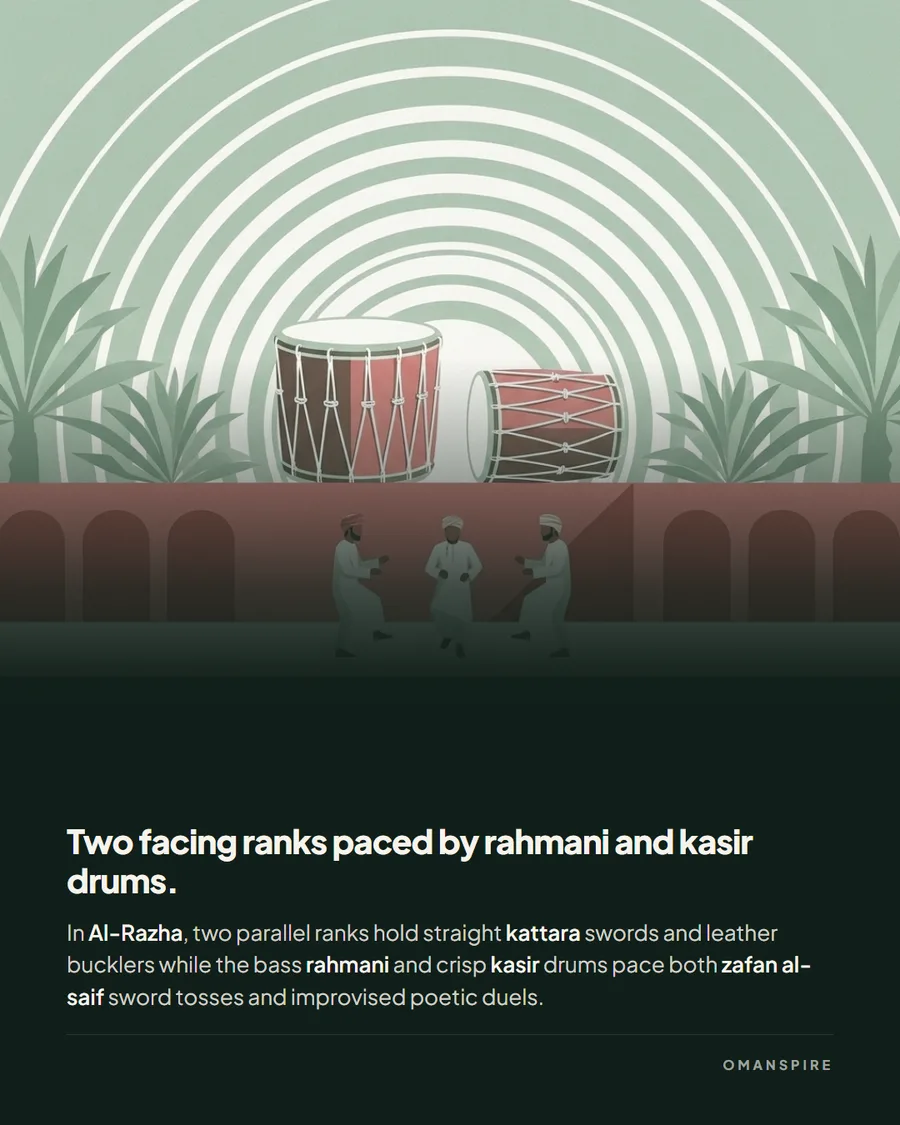 Two facing ranks paced by rahmani and kasir
drums.
In Al-Razha, two parallel ranks hold straight kattara swords and leather
bucklers while the bass rahmani and crisp kasir drums pace both zafan al-
saif sword tosses and improvised poetic duels.
OMANSPIRE